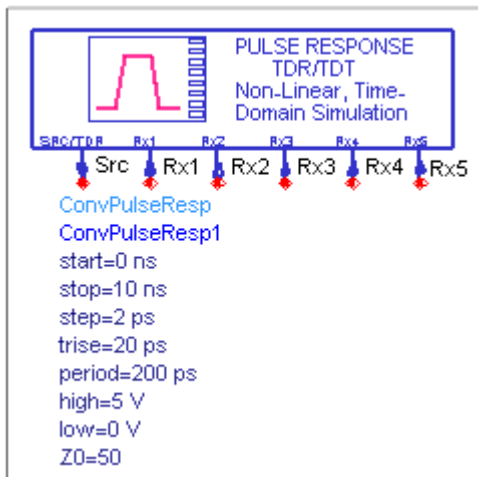 PULSE RESPONSE
TDR/TDT
Non-Linear, Time-
Domain Simulation
SRC/TDR Rx1 Rx2 Rx3 Rx4 Rx5
Src Rx1 Rx2 Rx3 Rx4 Rx5
ConvPulseResp
ConvPulseResp1
start=0 ns
stop=10 ns
step=2 ps
trise=20 ps
period=200 ps
high=5 V
low=0 V
Z0=50